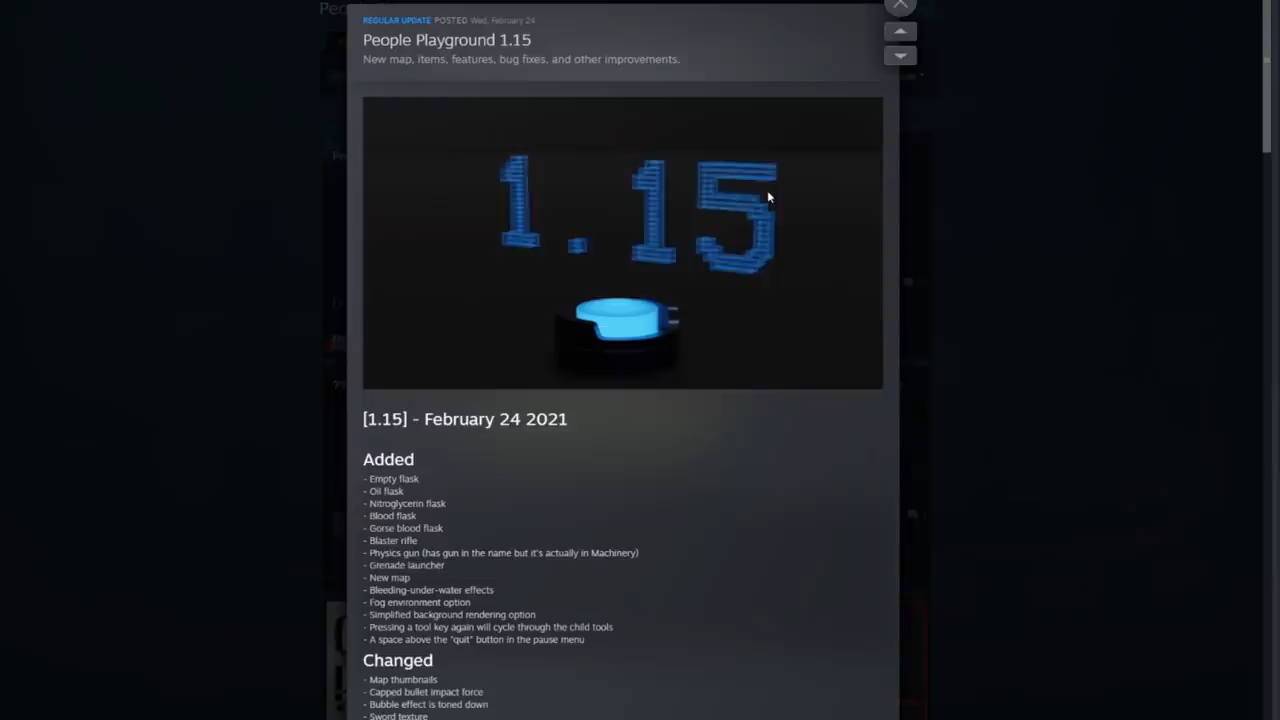 REGULAR UPDATE POSTED Wed, February 24
People Playground 1.15
New map, items, features, bug fixes, and other improvements.
1.15
[1.15] - February 24 2021
Added
- Empty flask
- Oil flask
- Nitroglycerin flask
- Blood flask
- Gorse blood flask
- Blaster rifle
- Physics gun (has gun in the name but it's actually in Machinery)
- Grenade launcher
- New map
- Bleeding-under-water effects
- Fog environment option
- Simplified background rendering option
- Pressing a tool key again will cycle through the child tools
- A space above the "quit" button in the pause menu
Changed
- Map thumbnails
- Capped bullet impact force
- Bubble effect is toned down
- Sword texture